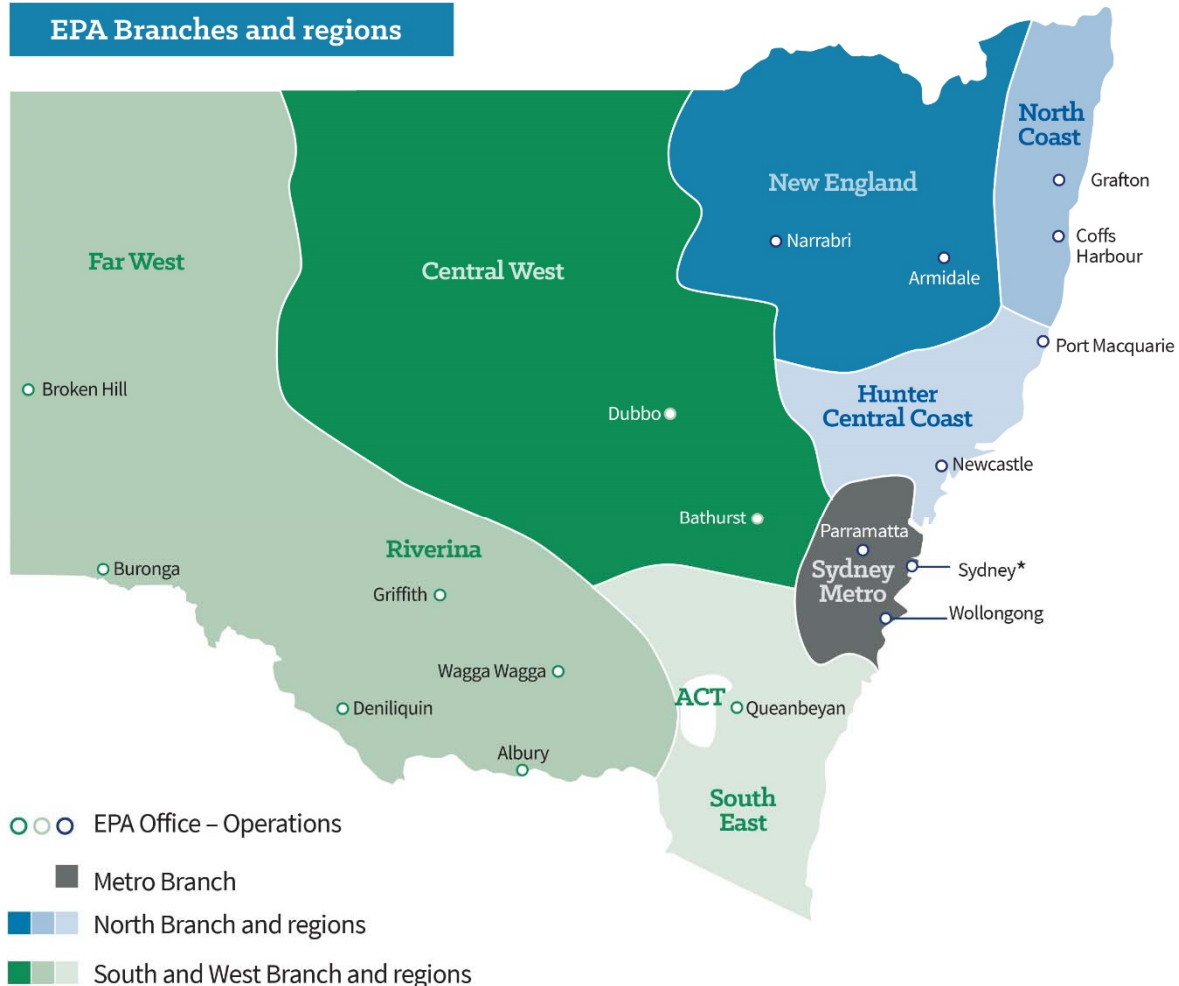 EPA Branches and regions
North
Coast
New England
Grafton
Narrabri
Coffs
Harbour
Far West
Central West
Armidale
Port Macquarie
Broken Hill
Hunter
Central Coast
Dubbo
Newcastle
Bathurst
Parramatta
Riverina
Buronga
Sydney
Metro
Sydney*
Griffith
Wollongong
Wagga Wagga
ACT
Queanbeyan
Deniliquin
Albury
South
East
EPA Office – Operations
Metro Branch
North Branch and regions
South and West Branch and regions